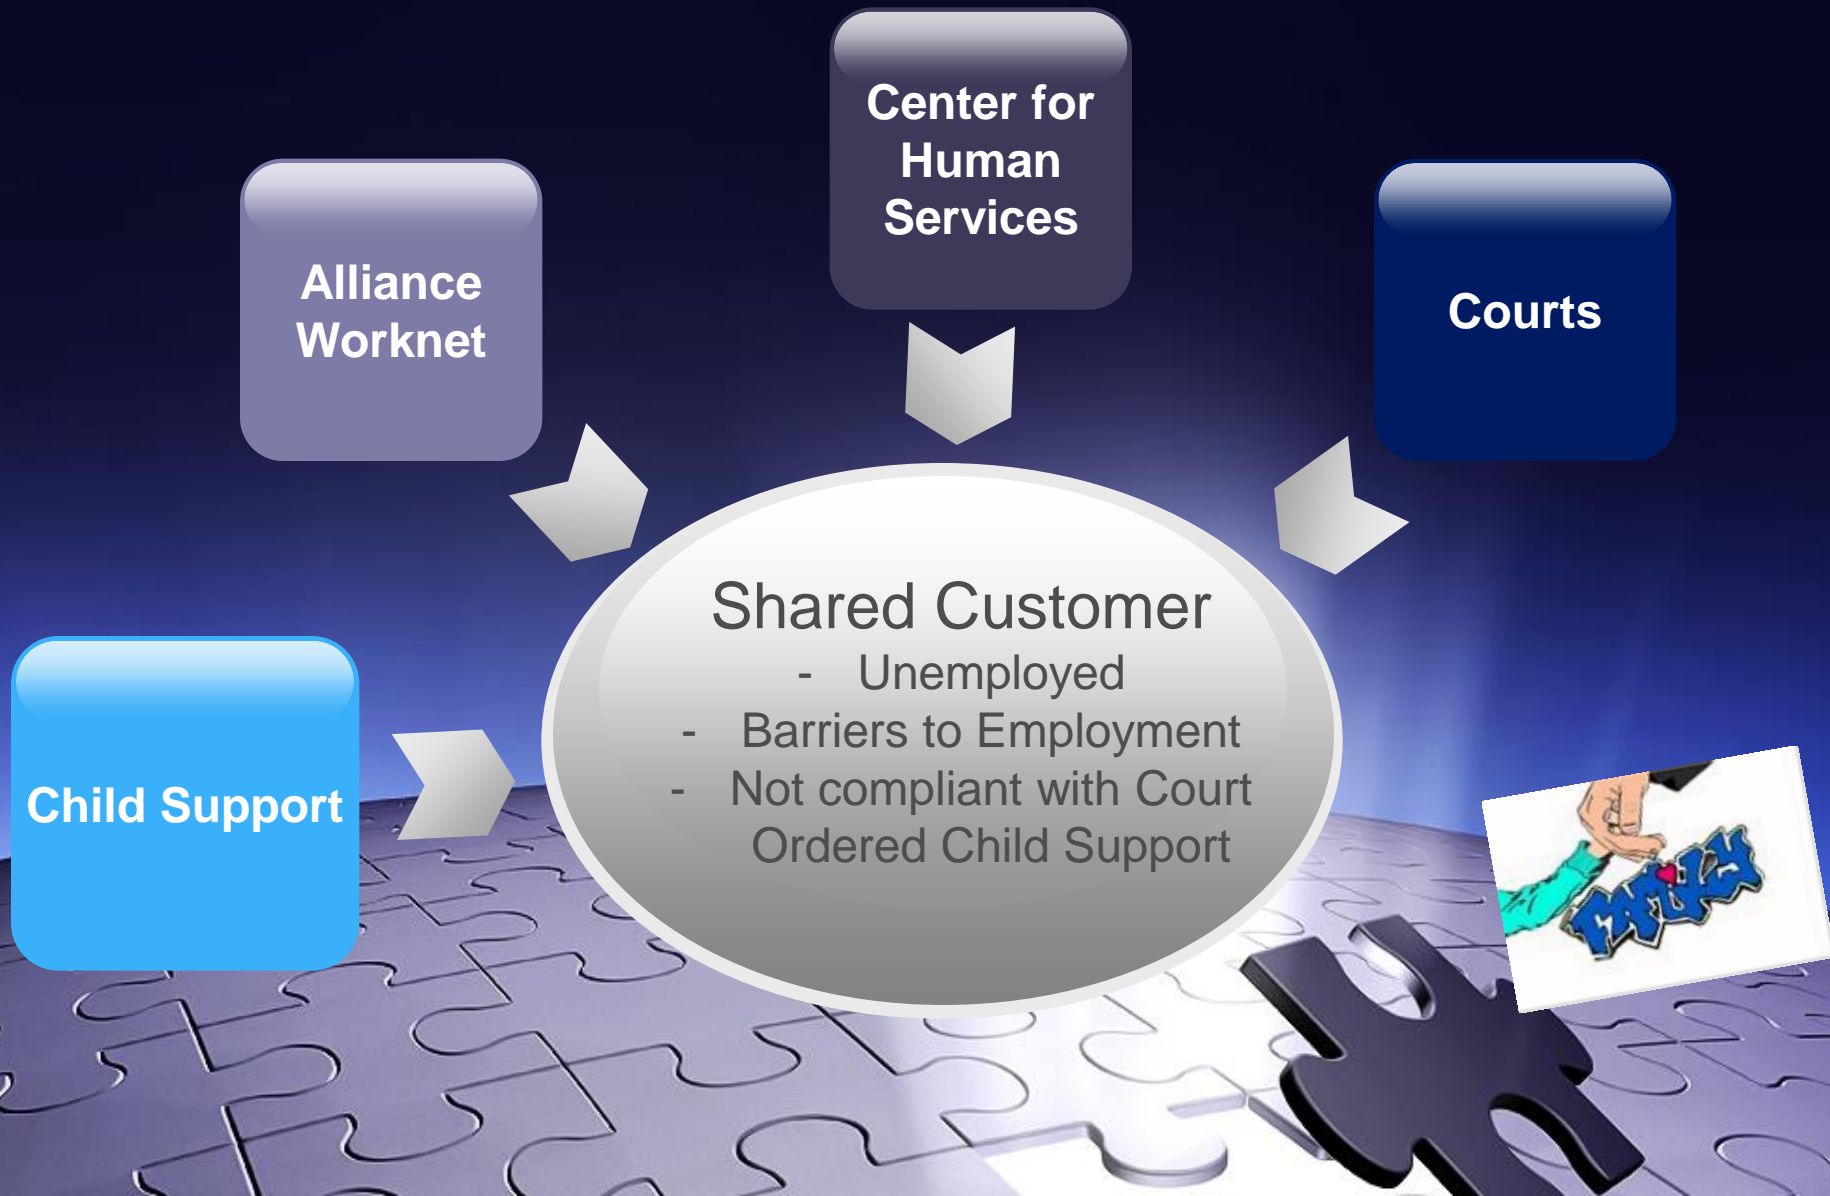 Center for
Human
Services
Alliance
Worknet
Courts
Child Support
Shared Customer
- Unemployed
- Barriers to Employment
- Not compliant with Court
Ordered Child Support
FAMILY